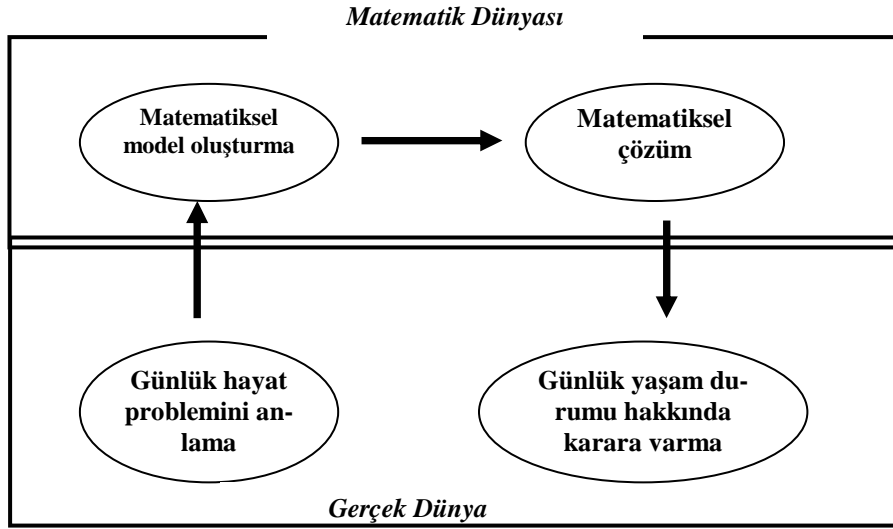 Matematik Dünyası
Matematiksel
model oluşturma
Matematiksel
çözüm
Günlük hayat
problemini an-
lama
Günlük yaşam du-
rumu hakkında
karara varma
Gerçek Dünya